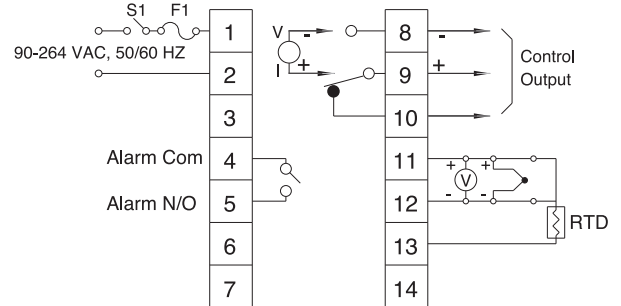 S1 F1
90-264 VAC, 50/60 HZ
1
2
3
Alarm Com
4
Alarm N/O
5
6
7
V - 
I +
8 -
9 +
10
Control
Output
11
+ +
V
- -
12
RTD
13
14